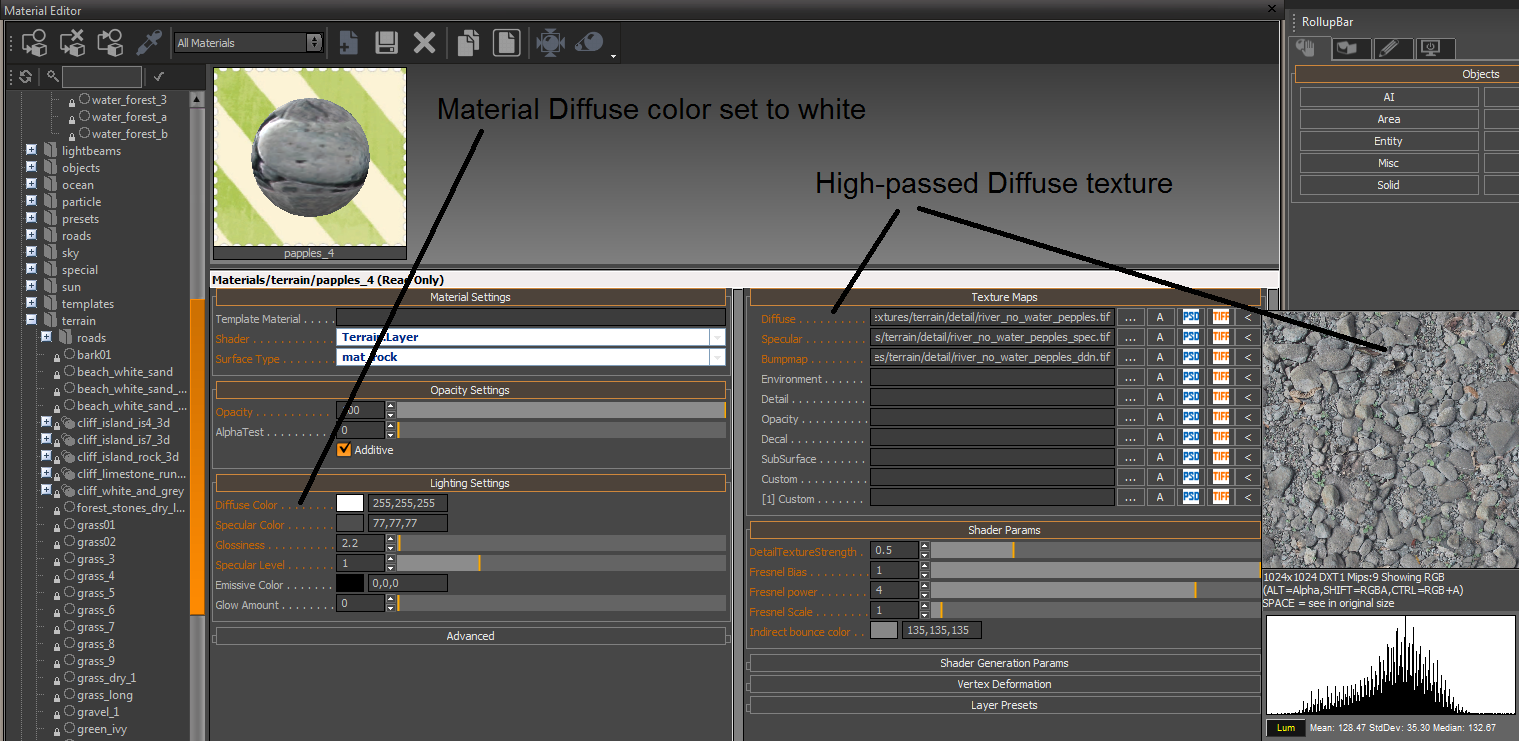 Material Editor
All Materials
water_forest_3
water_forest_a
water_forest_b
lightbeams
objects
ocean
particle
presets
roads
sky
special
sun
templates
terrain
roads
bark01
beach_white_sand
beach_white_sand_...
beach_white_sand_...
cliff_island_is4_3d
cliff_island_is7_3d
cliff_island_rock_3d
cliff_limestone_run...
cliff_white_and_grey
forest_stones_dry_l...
grass01
grass02
grass_3
grass_4
grass_5
grass_6
grass_7
grass_8
grass_9
grass_dry_1
grass_long
gravel_1
green_ivy
papples_4
Material Diffuse color set to white
High-passed Diffuse texture
Materials/terrain/papples_4 (Read Only)
Material Settings
Template Material . . . . .
Shader . . . . . . . . . . . . Terrain.Layer
Surface Type . . . . . . . . mat_rock
Opacity Settings
Opacity . . . . . . . . . . .
AlphaTest . . . . . . . . . . 0
Additive
Lighting Settings
Diffuse Color . . . . . . . . 255,255,255
Specular Color . . . . . . . 77,77,77
Glossiness . . . . . . . . . 2.2
Specular Level . . . . . . . 1
Emissive Color . . . . . . . 0,0,0
Glow Amount . . . . . . . . 0
Advanced
Texture Maps
Diffuse . . . . . . . . . . extures/terrain/detail/river_no_water_pepples.tif ... A PSD TIFF <
Specular . . . . . . . . . s/terrain/detail/river_no_water_pepples_spec.tif ... A PSD TIFF <
Bumpmap . . . . . . . . es/terrain/detail/river_no_water_pepples_ddn.tif ... A PSD TIFF <
Environment . . . . . . . ... A PSD TIFF <
Detail . . . . . . . . . . . ... A PSD TIFF <
Opacity . . . . . . . . . . ... A PSD TIFF <
Decal . . . . . . . . . . . ... A PSD TIFF <
SubSurface . . . . . . . ... A PSD TIFF <
Custom . . . . . . . . . . ... A PSD TIFF <
[1] Custom . . . . . . . ... A PSD TIFF <
Shader Params
DetailTextureStrength . 0.5
Fresnel Bias . . . . . . . . 1
Fresnel power . . . . . . 4
Fresnel Scale . . . . . . . 1
Indirect bounce color . . 135,135,135
Shader Generation Params
Vertex Deformation
Layer Presets
RollupBar
Objects
AI
Area
Entity
Misc
Solid
1024x1024 DXT1 Mips:9 Showing RGB
(ALT=Alpha,SHIFT=RGBA,CTRL=RGB+A)
SPACE = see in original size
Lum Mean: 128.47 StdDev: 35.30 Median: 132.67